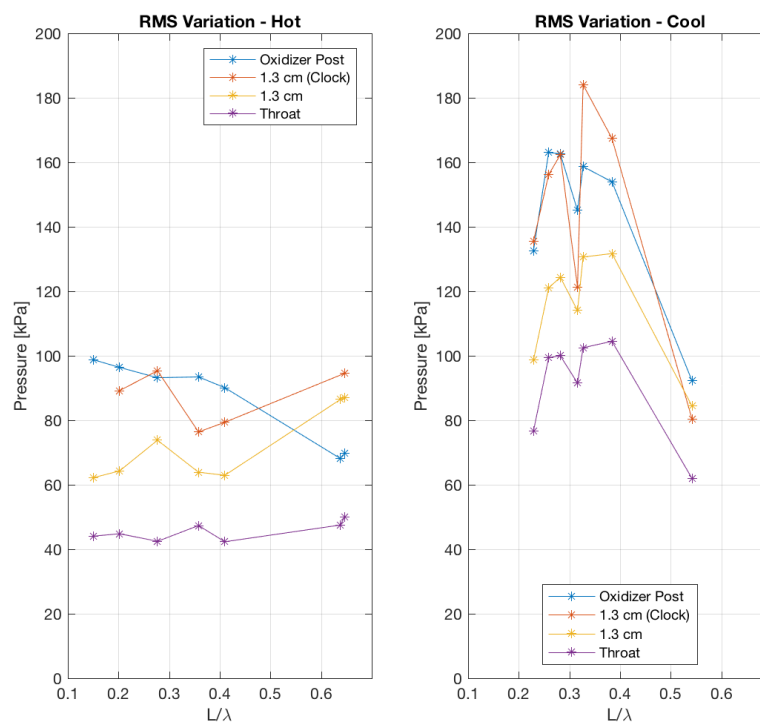 RMS Variation - Hot
200
180
160
140
120
100
80
60
40
20
0
Pressure [kPa]
0.1 0.2 0.3 0.4 0.5 0.6
L/λ
Oxidizer Post
1.3 cm (Clock)
1.3 cm
Throat
RMS Variation - Cool
200
180
160
140
120
100
80
60
40
20
0
Pressure [kPa]
0.1 0.2 0.3 0.4 0.5 0.6
L/λ
Oxidizer Post
1.3 cm (Clock)
1.3 cm
Throat